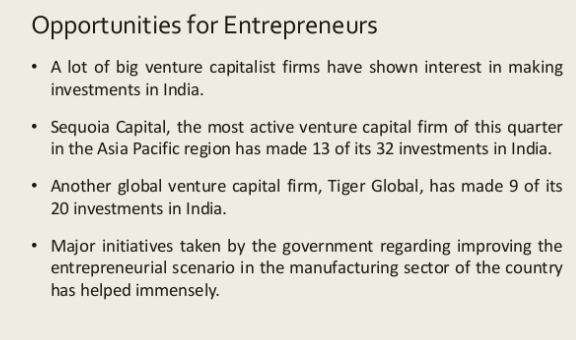 Opportunities for Entrepreneurs
• A lot of big venture capitalist firms have shown interest in making
investments in India.
• Sequoia Capital, the most active venture capital firm of this quarter
in the Asia Pacific region has made 13 of its 32 investments in India.
• Another global venture capital firm, Tiger Global, has made 9 of its
20 investments in India.
• Major initiatives taken by the government regarding improving the
entrepreneurial scenario in the manufacturing sector of the country
has helped immensely.